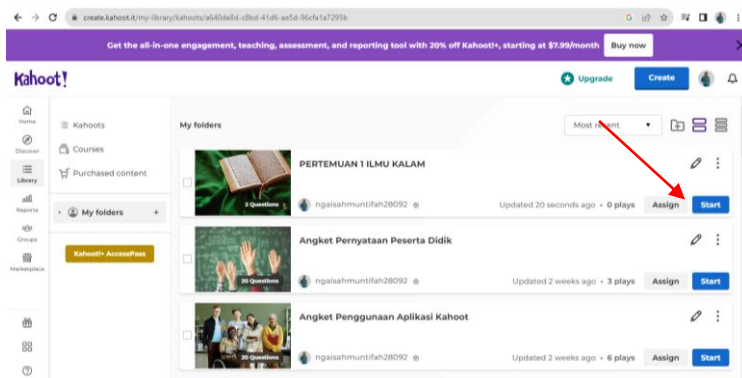 create.kahoot.it/my-library/kahoots/a640de8d-c8bd-41d6-ae5d-96cfe1a7295b
Get the all-in-one engagement, teaching, assessment, and reporting tool with 20% off Kahoot!+, starting at $7.99/month Buy now
Kahoot! Upgrade Create
Home
Discover
Library
Reports
Groups
Marketplace
Kahoots
Courses
Purchased content
My folders +
Kahoot!+ AccessPass
My folders Most recent
PERTEMUAN 1 ILMU KALAM
2 Questions
ngaisahmuntifah28092 Updated 20 seconds ago • 0 plays Assign Start
Angket Pernyataan Peserta Didik
20 Questions
ngaisahmuntifah28092 Updated 2 weeks ago • 3 plays Assign Start
Angket Penggunaan Aplikasi Kahoot
20 Questions
ngaisahmuntifah28092 Updated 2 weeks ago • 6 plays Assign Start